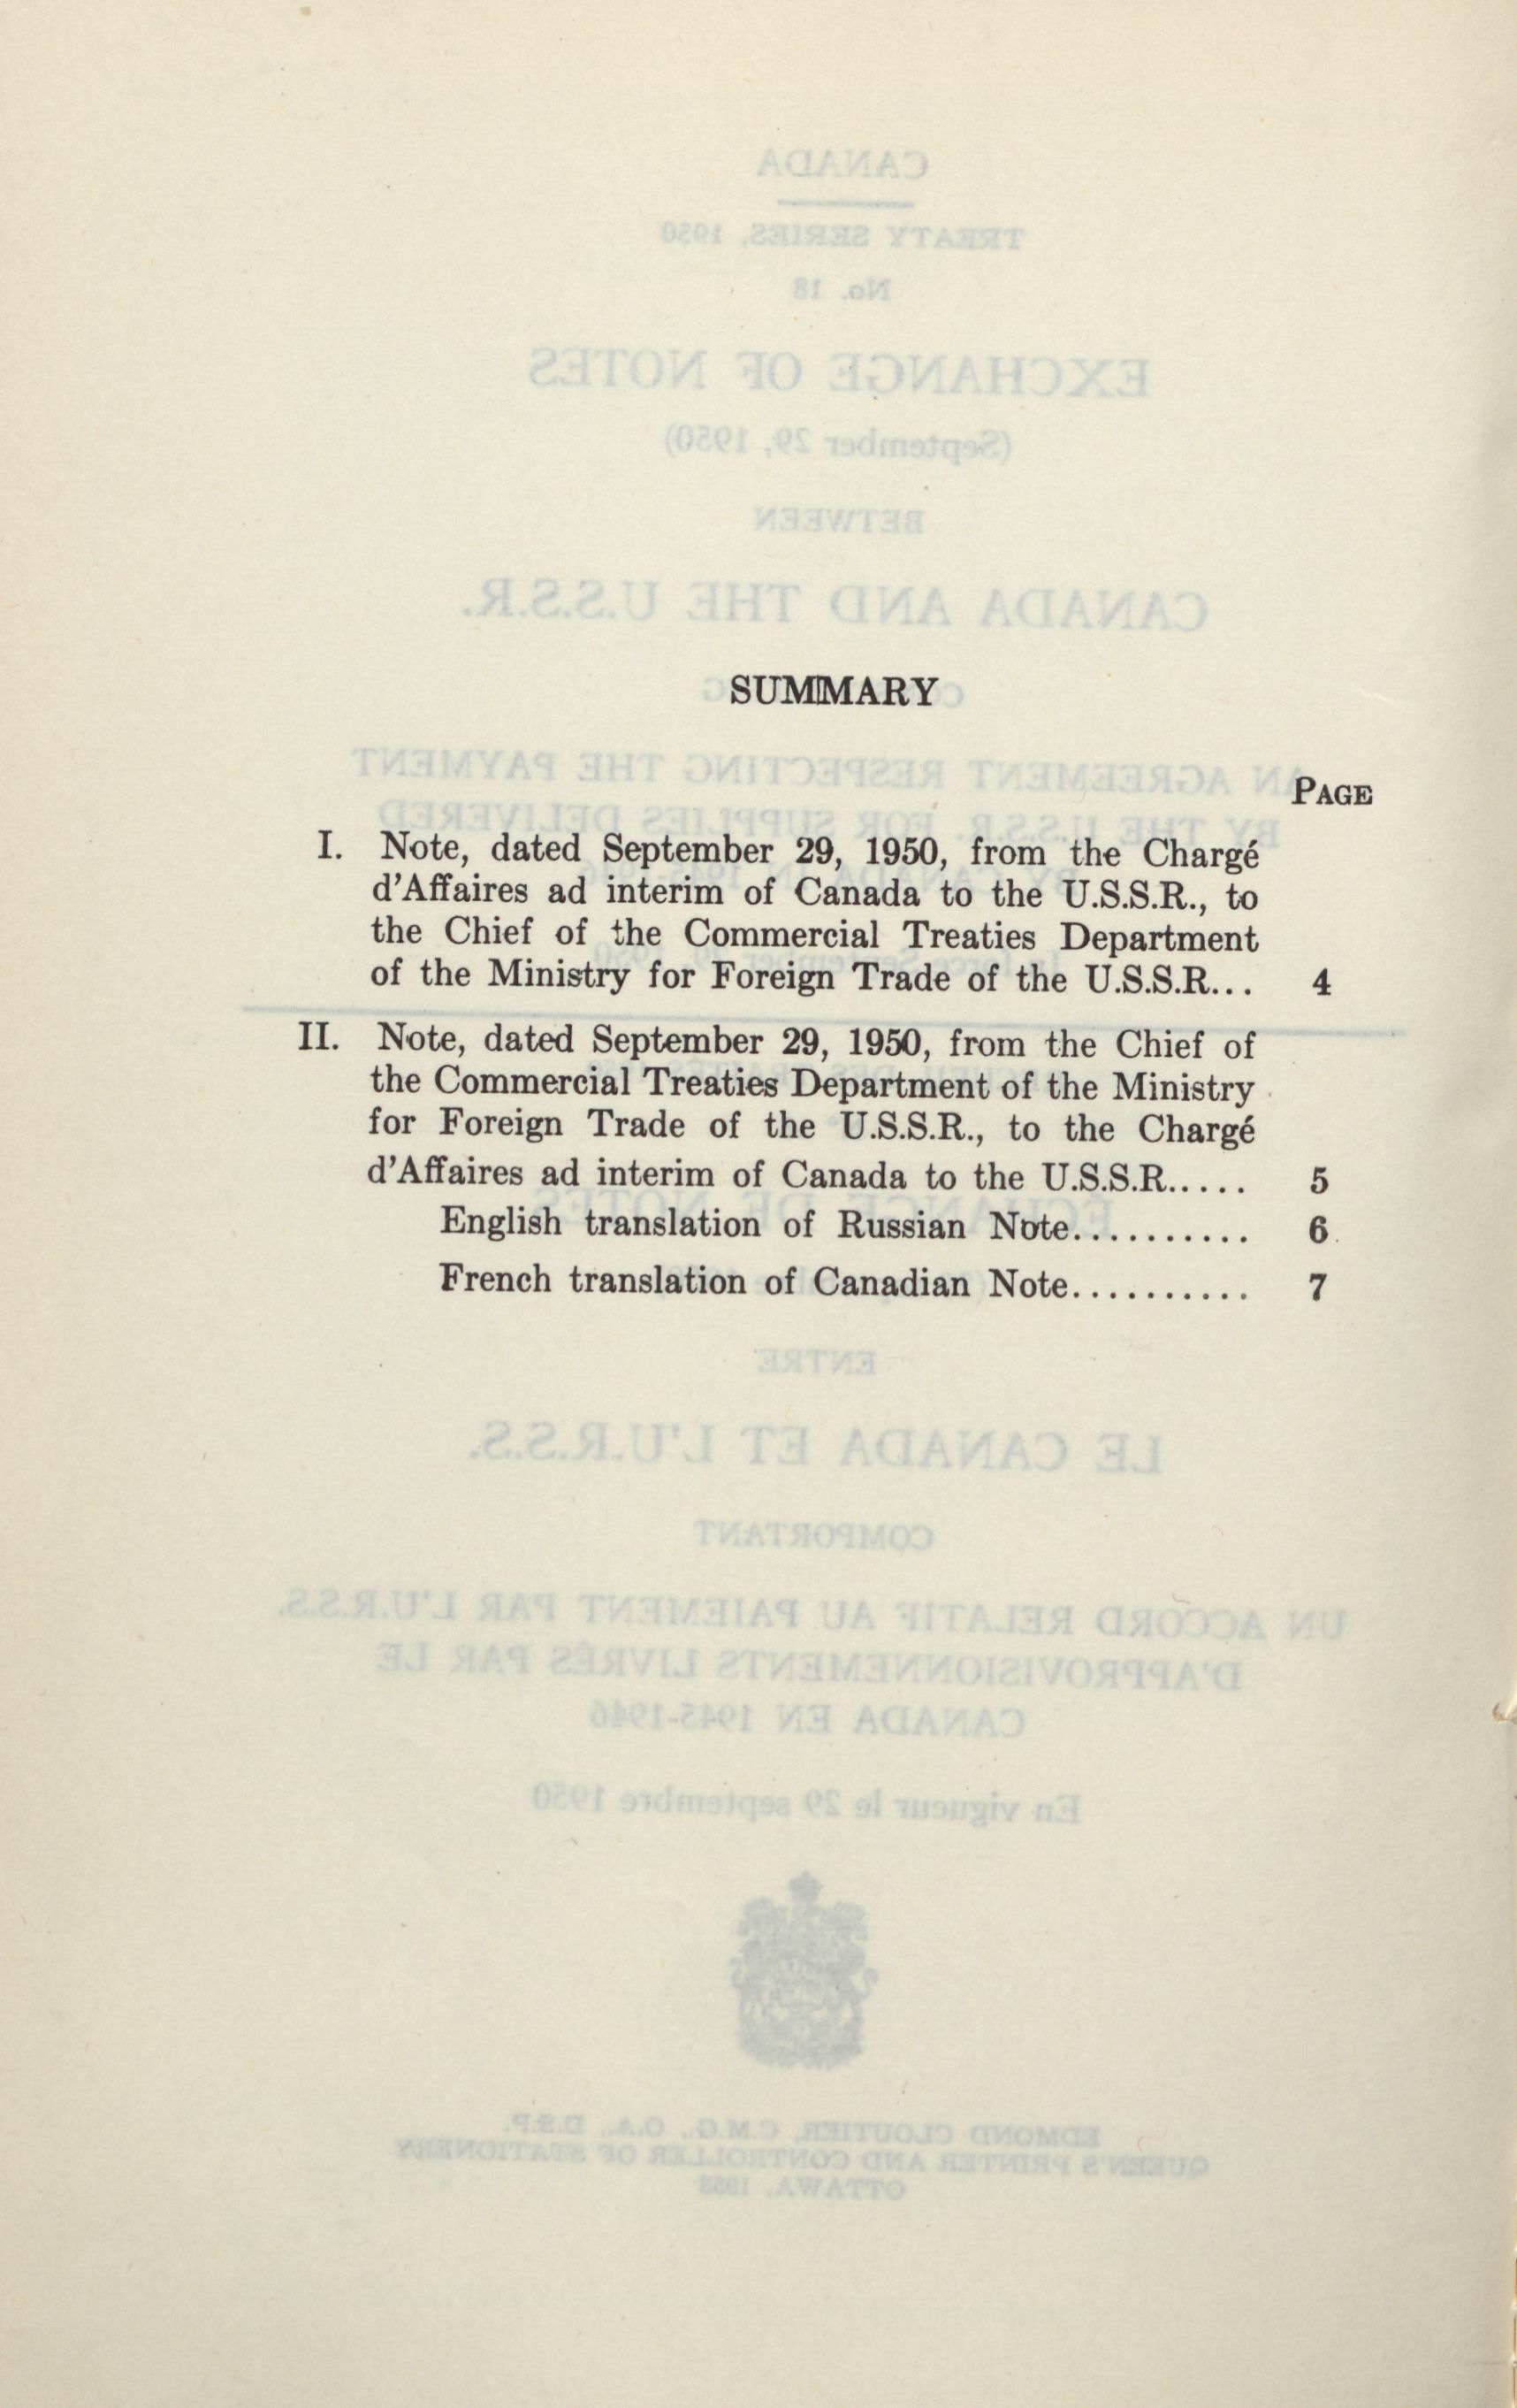 SUMMARY
PAGE
I. Note, dated September 29, 1950, from the Chargé
d'Affaires ad interim of Canada to the U.S.S.R., to
the Chief of the Commercial Treaties Department
of the Ministry for Foreign Trade of the U.S.S.R... 4
II. Note, dated September 29, 1950, from the Chief of
the Commercial Treaties Department of the Ministry
for Foreign Trade of the U.S.S.R., to the Chargé
d'Affaires ad interim of Canada to the U.S.S.R..... 5
English translation of Russian Note.......... 6
French translation of Canadian Note.......... 7